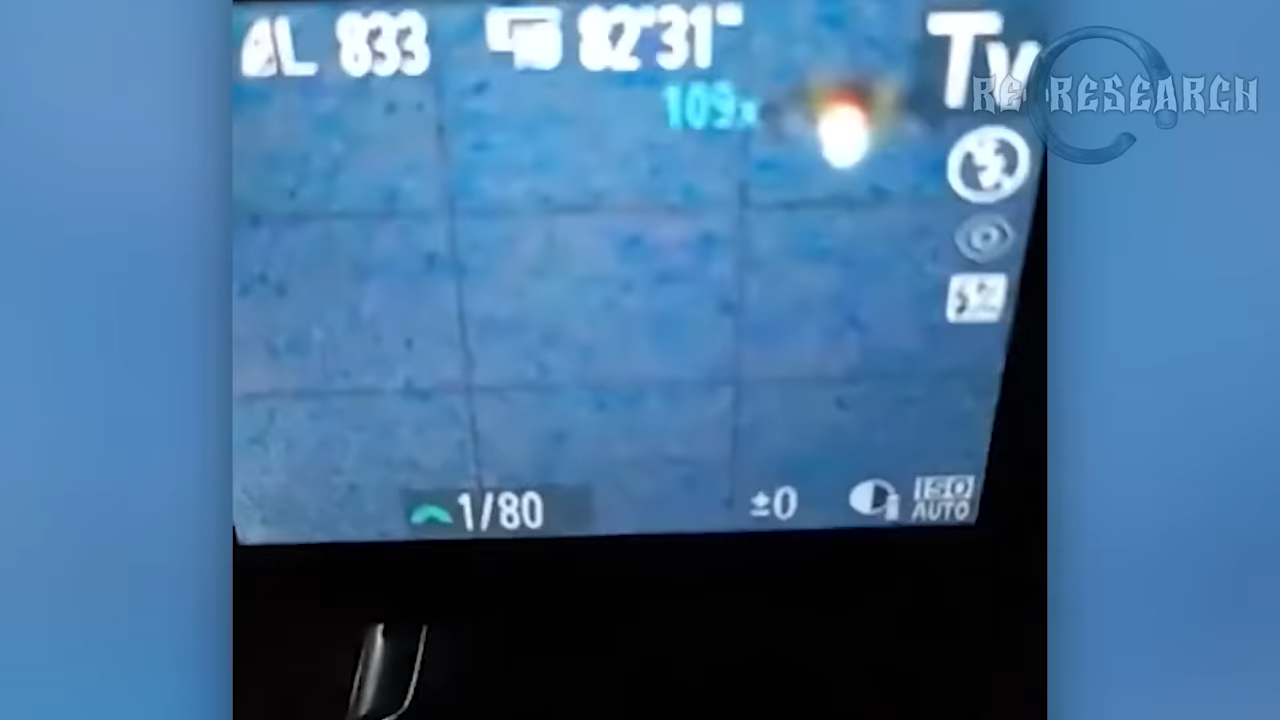 L 833 82'31"
Tv
109x
RE RESEARCH
1/80
±0
ISO
AUTO